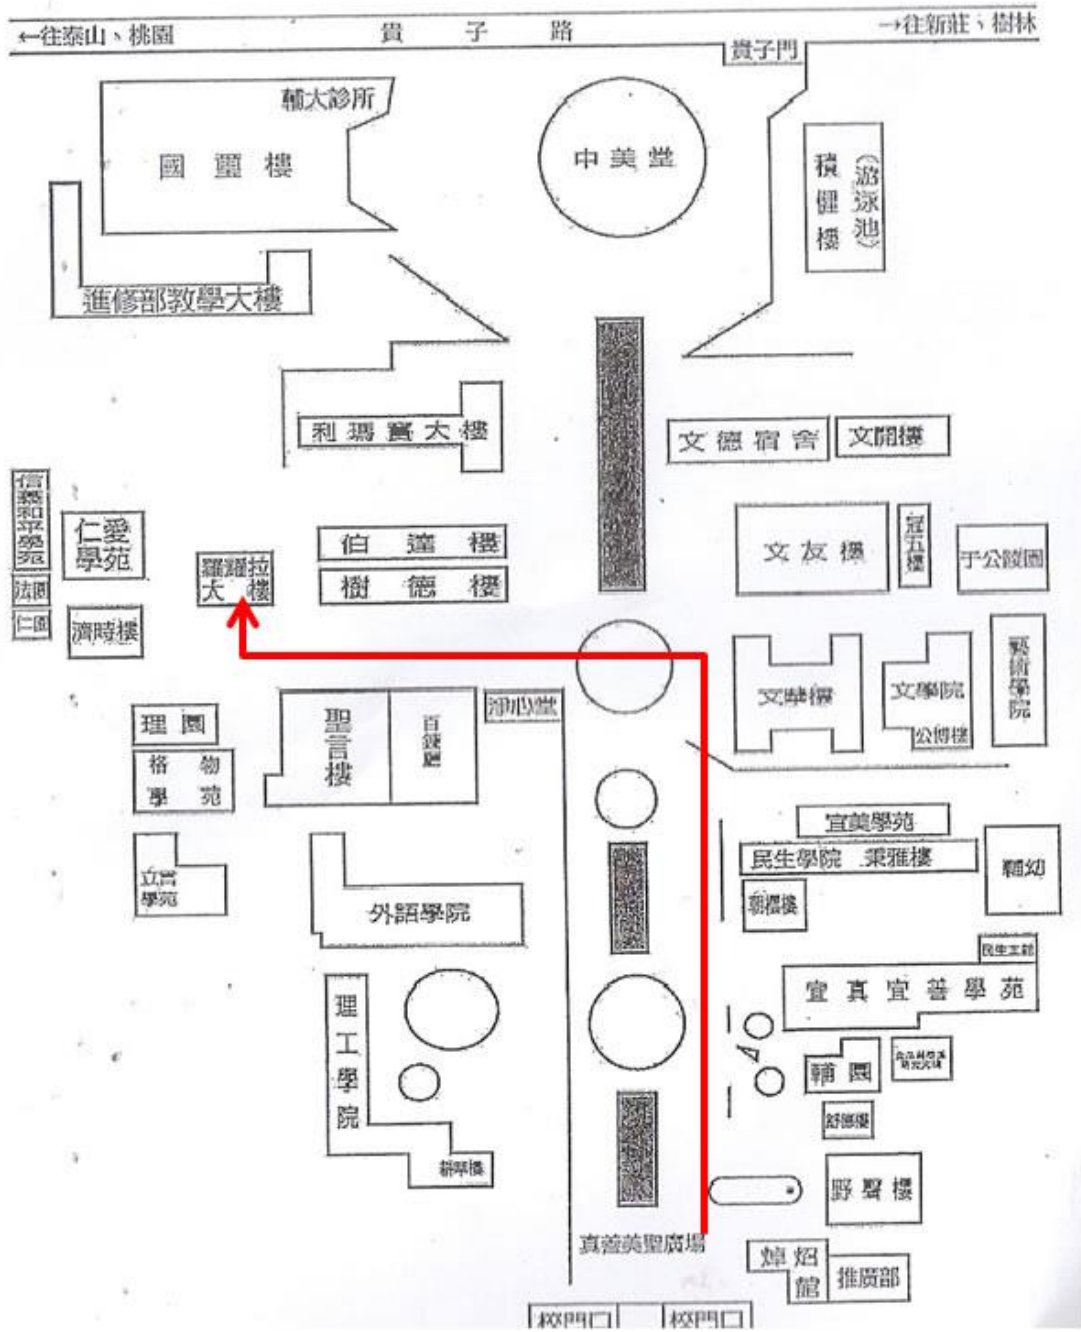 ←往泰山、桃園
貴子路
→往新莊、樹林
貴子門
輔大診所
國璽樓
中美堂
積健樓
（游泳池）
進修部教學大樓
利瑪竇大樓
文德宿舍
文開樓
信義和平學苑
仁愛
學苑
法園
仁園
濟時樓
羅耀拉
大樓
伯達樓
樹德樓
文友樓
冠五樓
于公陵園
文華樓
文學院
公博樓
藝術學院
理園
格物
學苑
聖言樓
百鍊廳
淨心堂
立言
學苑
外語學院
宜美學苑
民生學院 秉雅樓
朝橒樓
輔幼
民生工館
宜真宜善學苑
理工學院
耕莘樓
輔園
舒德樓
野聲樓
真善美聖廣場
焯炤
館
推廣部
校門口
校門口